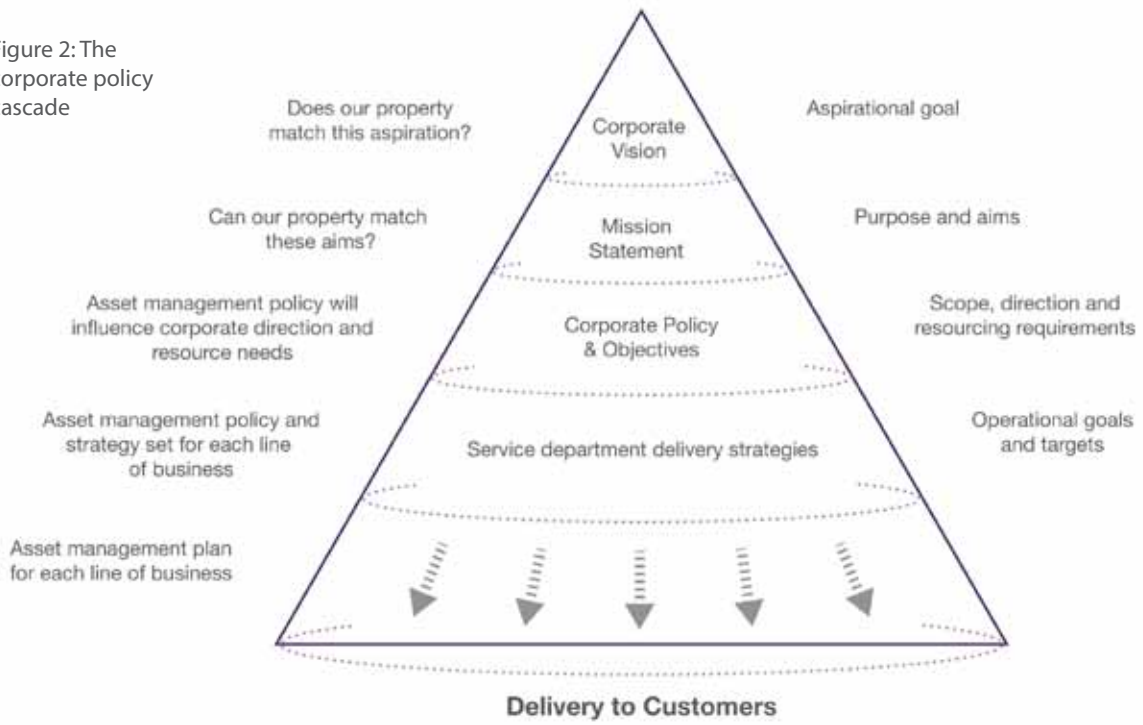 igure 2: The
orporate policy
ascade
Does our property
match this aspiration?
Corporate
Vision
Aspirational goal
Can our property match
these aims?
Mission
Statement
Purpose and aims
Asset management policy will
influence corporate direction and
resource needs
Corporate Policy
& Objectives
Scope, direction and
resourcing requirements
Asset management policy and
strategy set for each line
of business
Service department delivery strategies
Operational goals
and targets
Asset management plan
for each line of business
Delivery to Customers